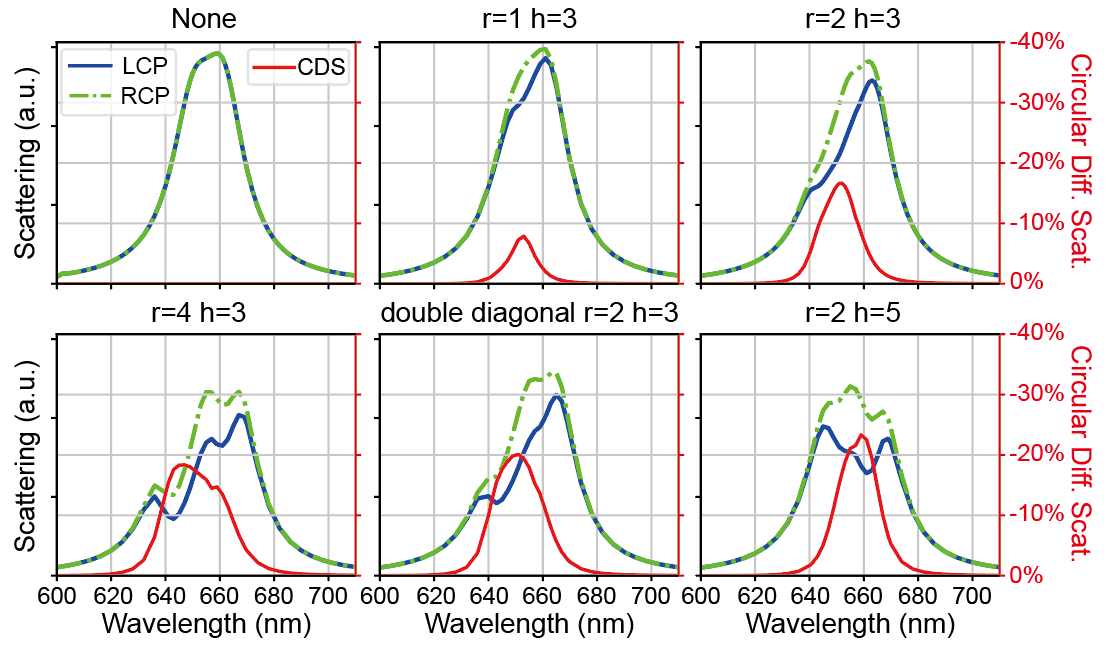 None
r=1 h=3
r=2 h=3
LCP
RCP
CDS
Scattering (a.u.)
-40%
-30%
-20%
-10%
0%
Circular Diff. Scat.
r=4 h=3
double diagonal r=2 h=3
r=2 h=5
Scattering (a.u.)
-40%
-30%
-20%
-10%
0%
Circular Diff. Scat.
600 620 640 660 680 700
600 620 640 660 680 700
600 620 640 660 680 700
Wavelength (nm)
Wavelength (nm)
Wavelength (nm)